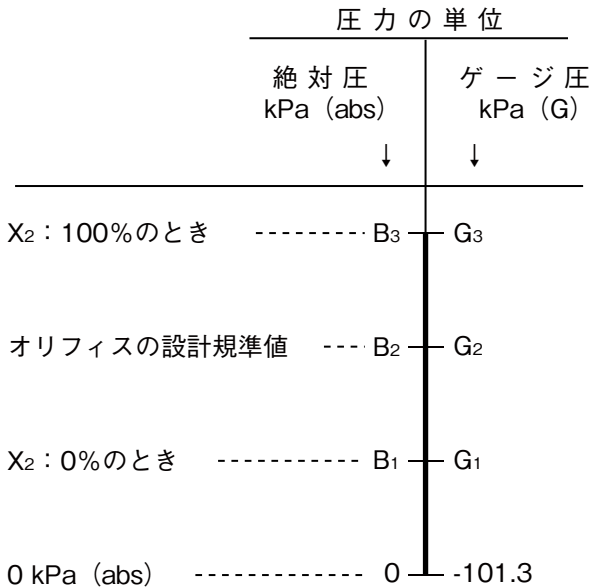 圧力の単位
絶対圧 ゲージ圧
kPa（abs） kPa（G）
↓ ↓
X2：100%のとき B3 G3
オリフィスの設計規準値 B2 G2
X2：0%のとき B1 G1
0 kPa（abs） 0 -101.3